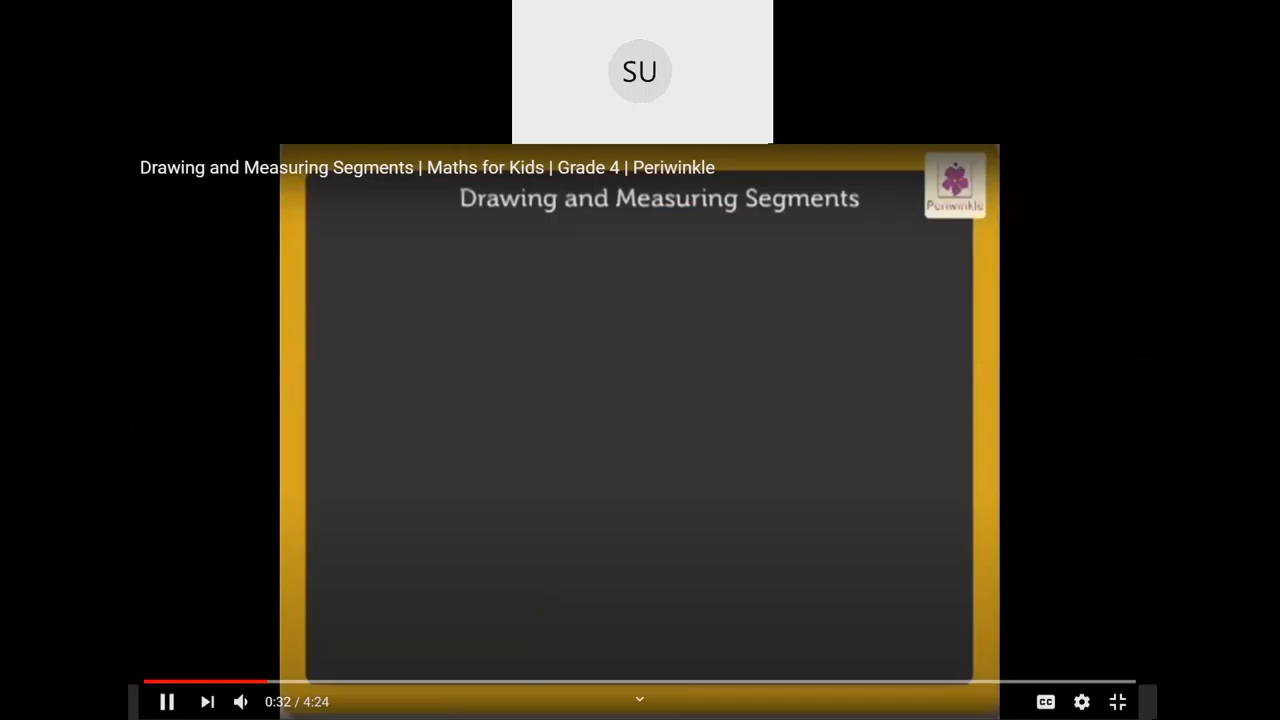 SU
Drawing and Measuring Segments | Maths for Kids | Grade 4 | Periwinkle
Drawing and Measuring Segments
Periwinkle
0:32 / 4:24
CC